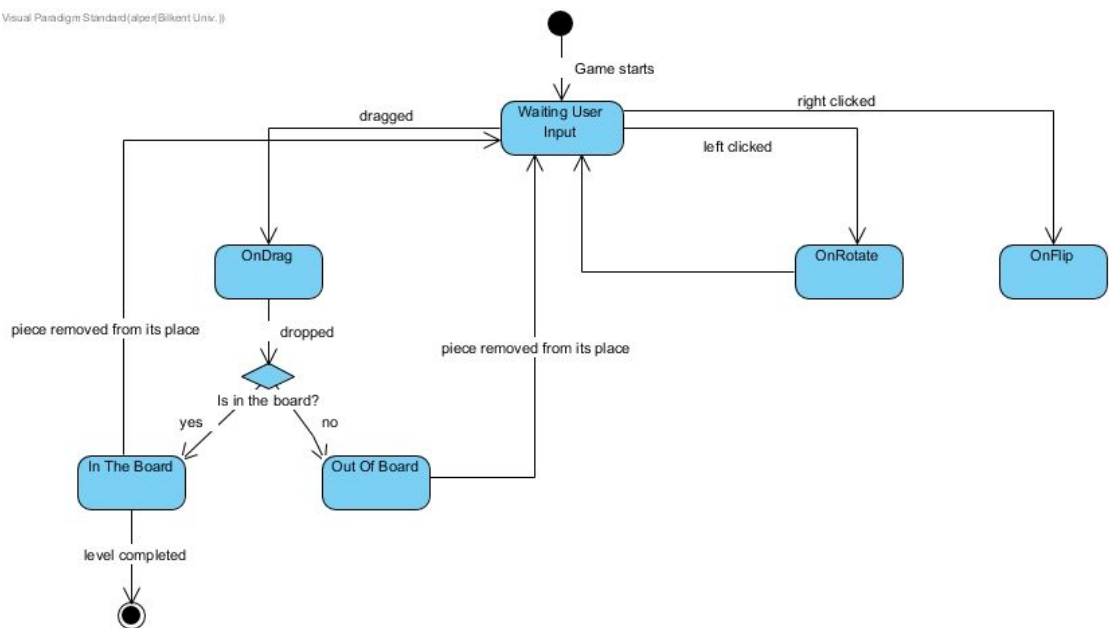 Visual Paradigm Standard(alper(Bilkent Univ.))
Game starts
Waiting User
Input
dragged
right clicked
left clicked
OnDrag
OnRotate
OnFlip
piece removed from its place
dropped
piece removed from its place
Is in the board?
yes
no
In The Board
Out Of Board
level completed